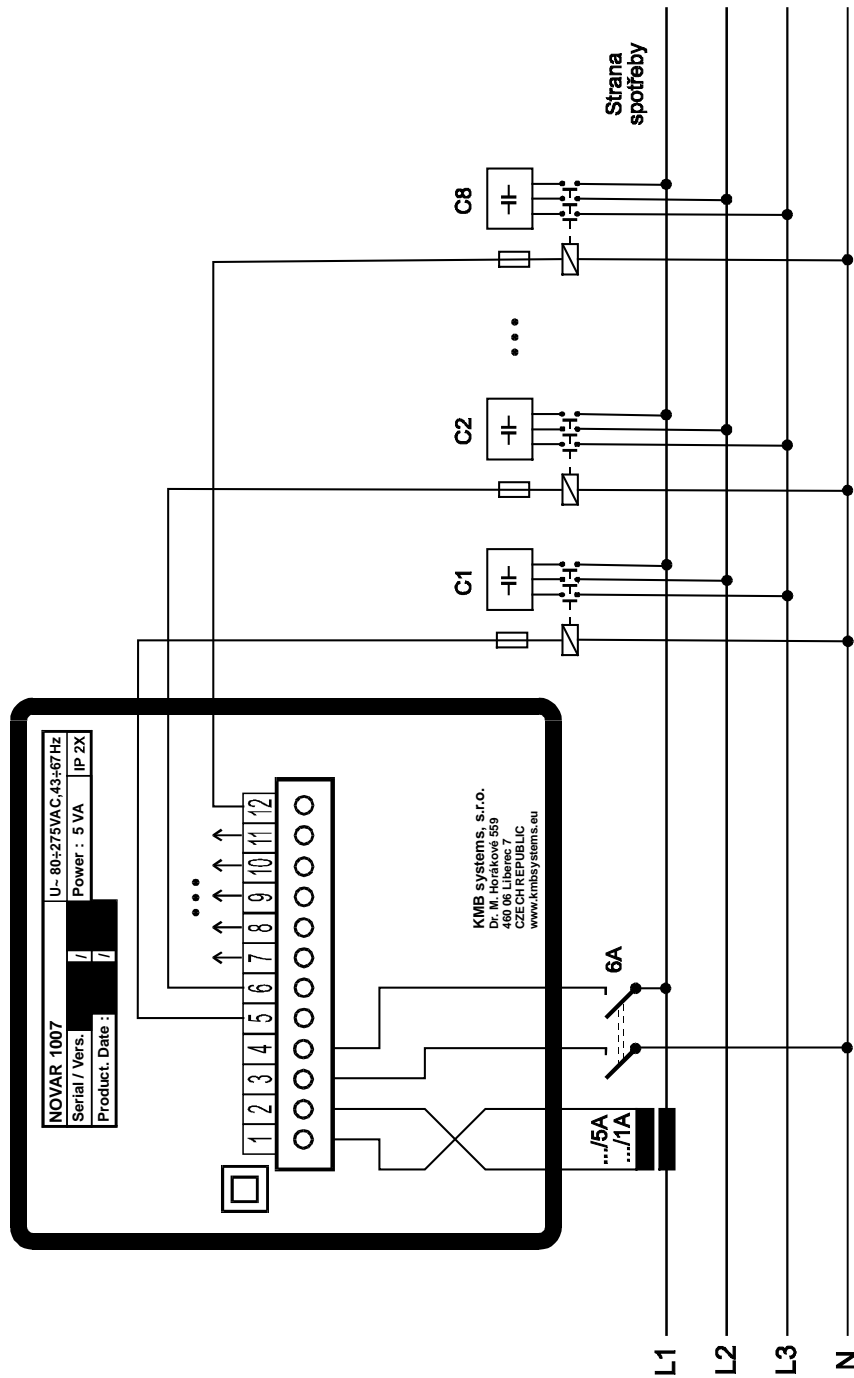 NOVAR 1007
U~ 80÷275VAC,43÷67Hz
Serial / Vers.
/
Power : 5 VA
IP 2X
Product. Date :
/
1 2 3 4 5 6 7 8 9 10 11 12
KMB systems, s.r.o.
Dr. M. Horákové 559
460 06 Liberec 7
CZECH REPUBLIC
www.kmbsystems.eu
.../5A
.../1A
6A
C1
C2
C8
Strana
spotřeby
L1
L2
L3
N